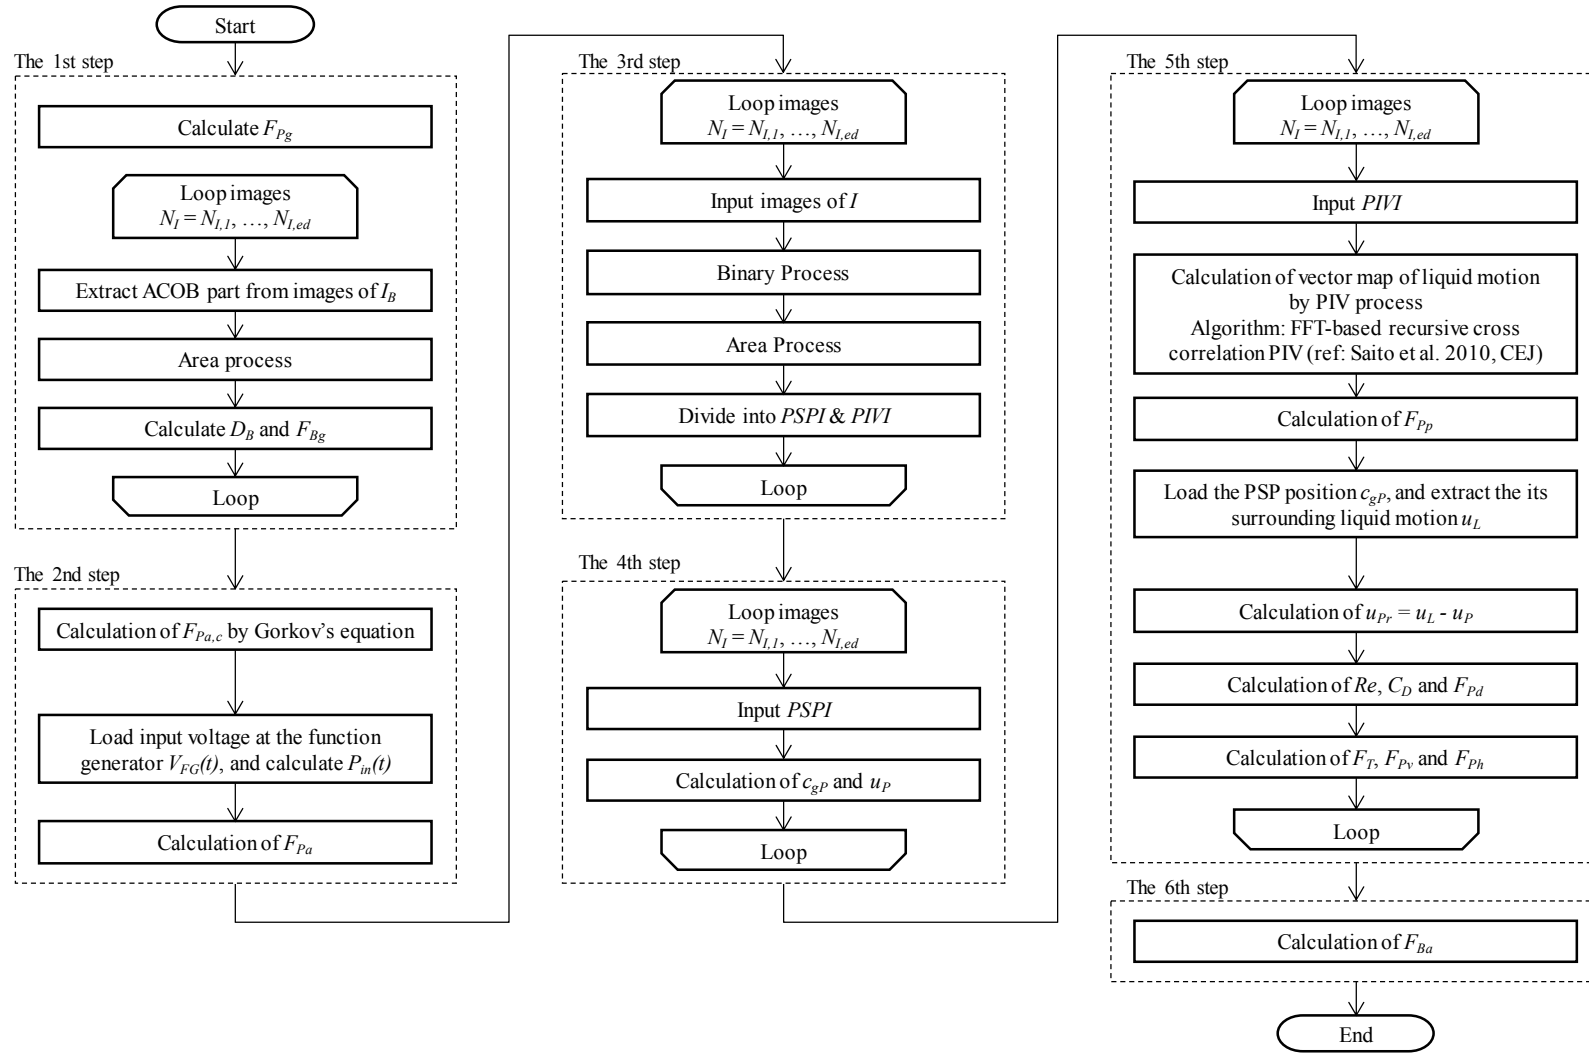 Start
The 1st step
Calculate F_Pg
Loop images
N_I = N_I,1, …, N_I,ed
Extract ACOB part from images of I_B
Area process
Calculate D_B and F_Bg
Loop
The 2nd step
Calculation of F_Pa,c by Gorkov's equation
Load input voltage at the function
generator V_FG(t), and calculate P_in(t)
Calculation of F_Pa
The 3rd step
Loop images
N_I = N_I,1, …, N_I,ed
Input images of I
Binary Process
Area Process
Divide into PSPI & PIVI
Loop
The 4th step
Loop images
N_I = N_I,1, …, N_I,ed
Input PSPI
Calculation of c_gP and u_P
Loop
The 5th step
Loop images
N_I = N_I,1, …, N_I,ed
Input PIVI
Calculation of vector map of liquid motion
by PIV process
Algorithm: FFT-based recursive cross
correlation PIV (ref: Saito et al. 2010, CEJ)
Calculation of F_Pp
Load the PSP position c_gP, and extract the its
surrounding liquid motion u_L
Calculation of u_Pr = u_L - u_P
Calculation of Re, C_D and F_Pd
Calculation of F_T, F_Pv and F_Ph
Loop
The 6th step
Calculation of F_Ba
End